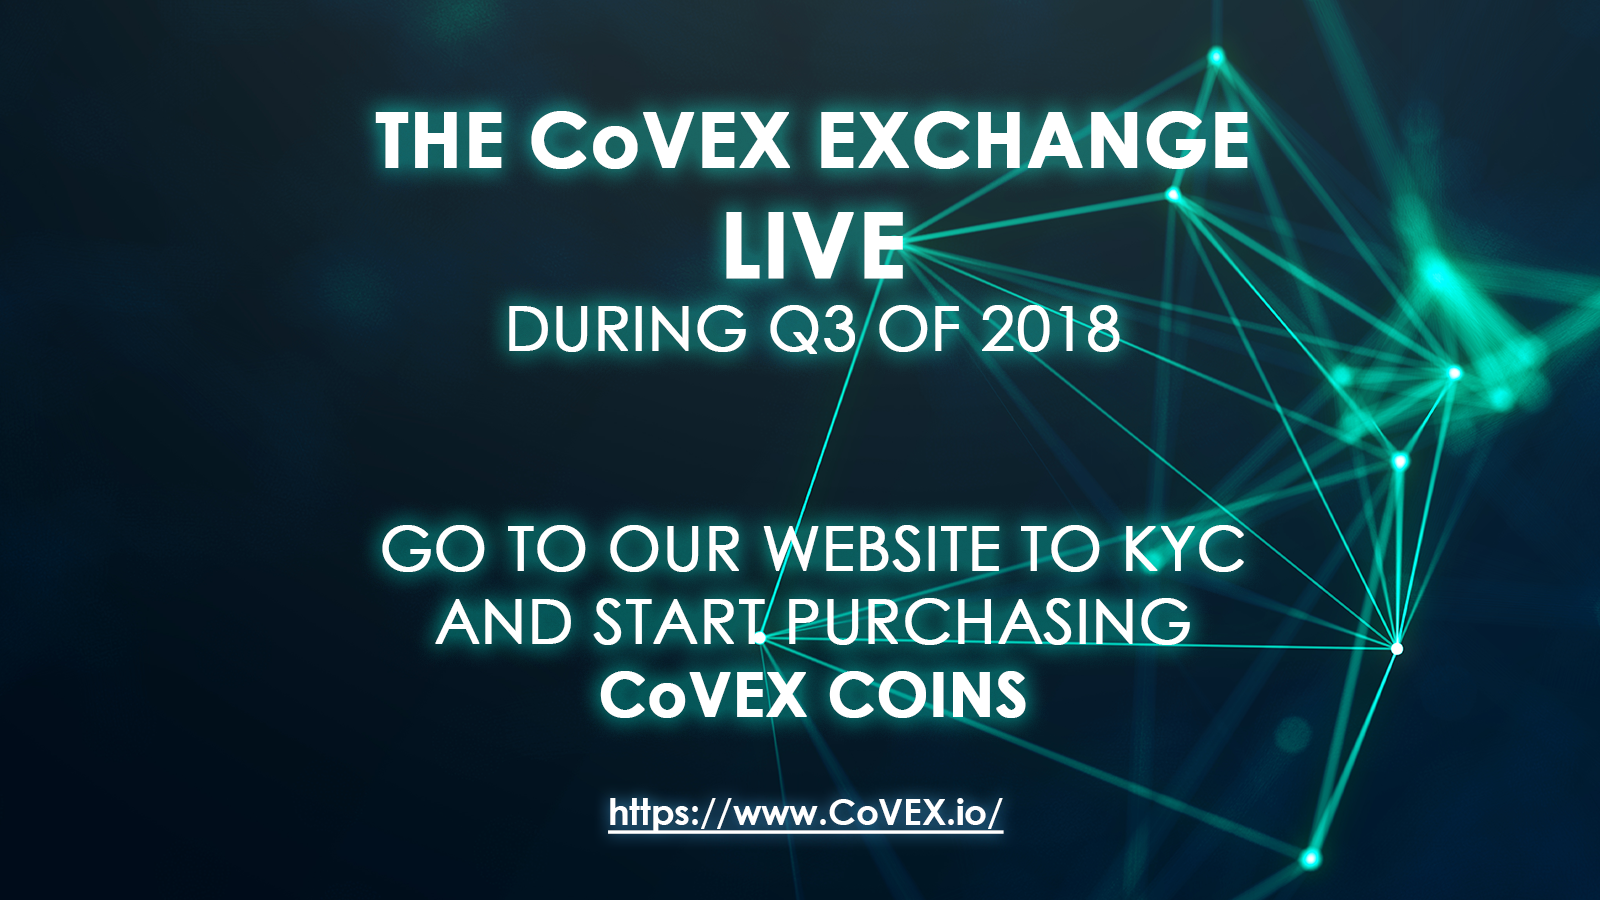 THE CoVEX EXCHANGE
LIVE
DURING Q3 OF 2018
GO TO OUR WEBSITE TO KYC
AND START PURCHASING
CoVEX COINS
https://www.CoVEX.io/